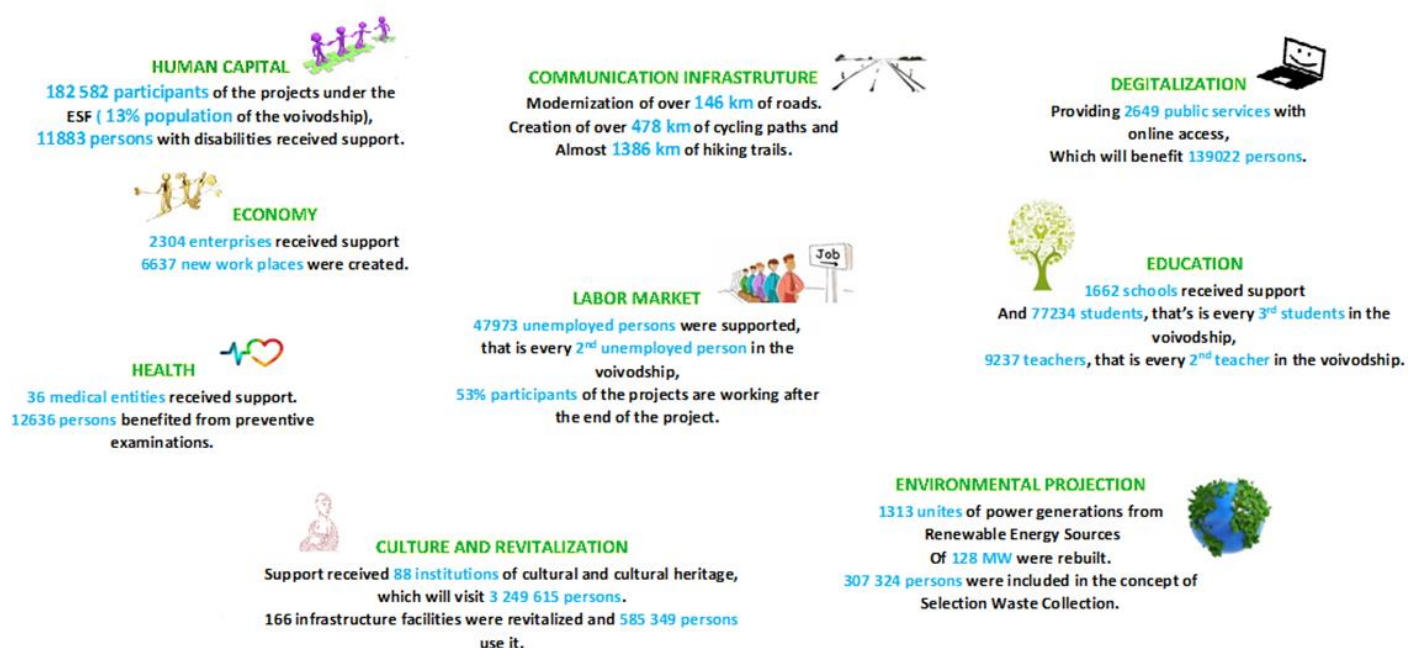 HUMAN CAPITAL
182 582 participants of the projects under the
ESF ( 13% population of the voivodship),
11883 persons with disabilities received support.
COMMUNICATION INFRASTRUTURE
Modernization of over 146 km of roads.
Creation of over 478 km of cycling paths and
Almost 1386 km of hiking trails.
DEGITALIZATION
Providing 2649 public services with
online access,
Which will benefit 139022 persons.
ECONOMY
2304 enterprises received support
6637 new work places were created.
Job
LABOR MARKET
47973 unemployed persons were supported,
that is every 2nd unemployed person in the
voivodship,
53% participants of the projects are working after
the end of the project.
EDUCATION
1662 schools received support
And 77234 students, that’s is every 3rd students in the
voivodship,
9237 teachers, that is every 2nd teacher in the voivodship.
HEALTH
36 medical entities received support.
12636 persons benefited from preventive
examinations.
CULTURE AND REVITALIZATION
Support received 88 institutions of cultural and cultural heritage,
which will visit 3 249 615 persons.
166 infrastructure facilities were revitalized and 585 349 persons
use it.
ENVIRONMENTAL PROJECTION
1313 unites of power generations from
Renewable Energy Sources
Of 128 MW were rebuilt.
307 324 persons were included in the concept of
Selection Waste Collection.